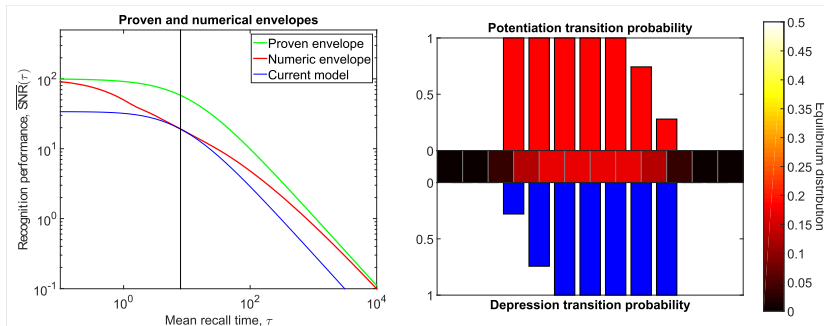 Proven and numerical envelopes
Proven envelope
Numeric envelope
Current model
Recognition performance, SNR(τ)
10^2
10^1
10^0
10^-1
10^0
10^2
10^4
Mean recall time, τ
Potentiation transition probability
1
0.5
0
0
0.5
1
Depression transition probability
0.5
0.45
0.4
0.35
0.3
0.25
0.2
0.15
0.1
0.05
0
Equilibrium distribution